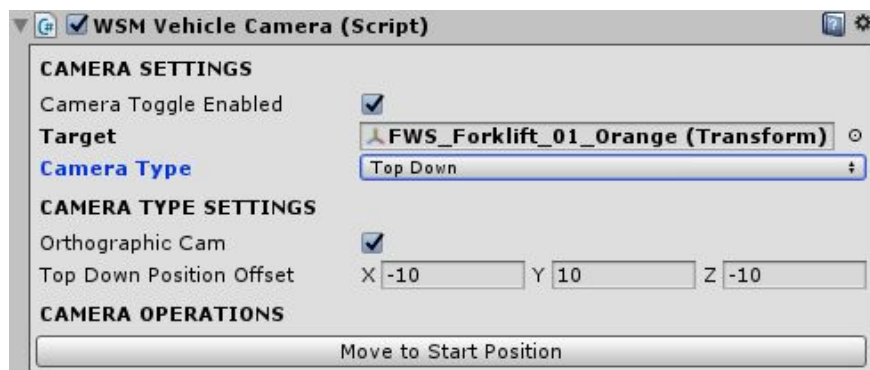 WSM Vehicle Camera (Script)
CAMERA SETTINGS
Camera Toggle Enabled
Target FWS_Forklift_01_Orange (Transform)
Camera Type Top Down
CAMERA TYPE SETTINGS
Orthographic Cam
Top Down Position Offset X -10 Y 10 Z -10
CAMERA OPERATIONS
Move to Start Position